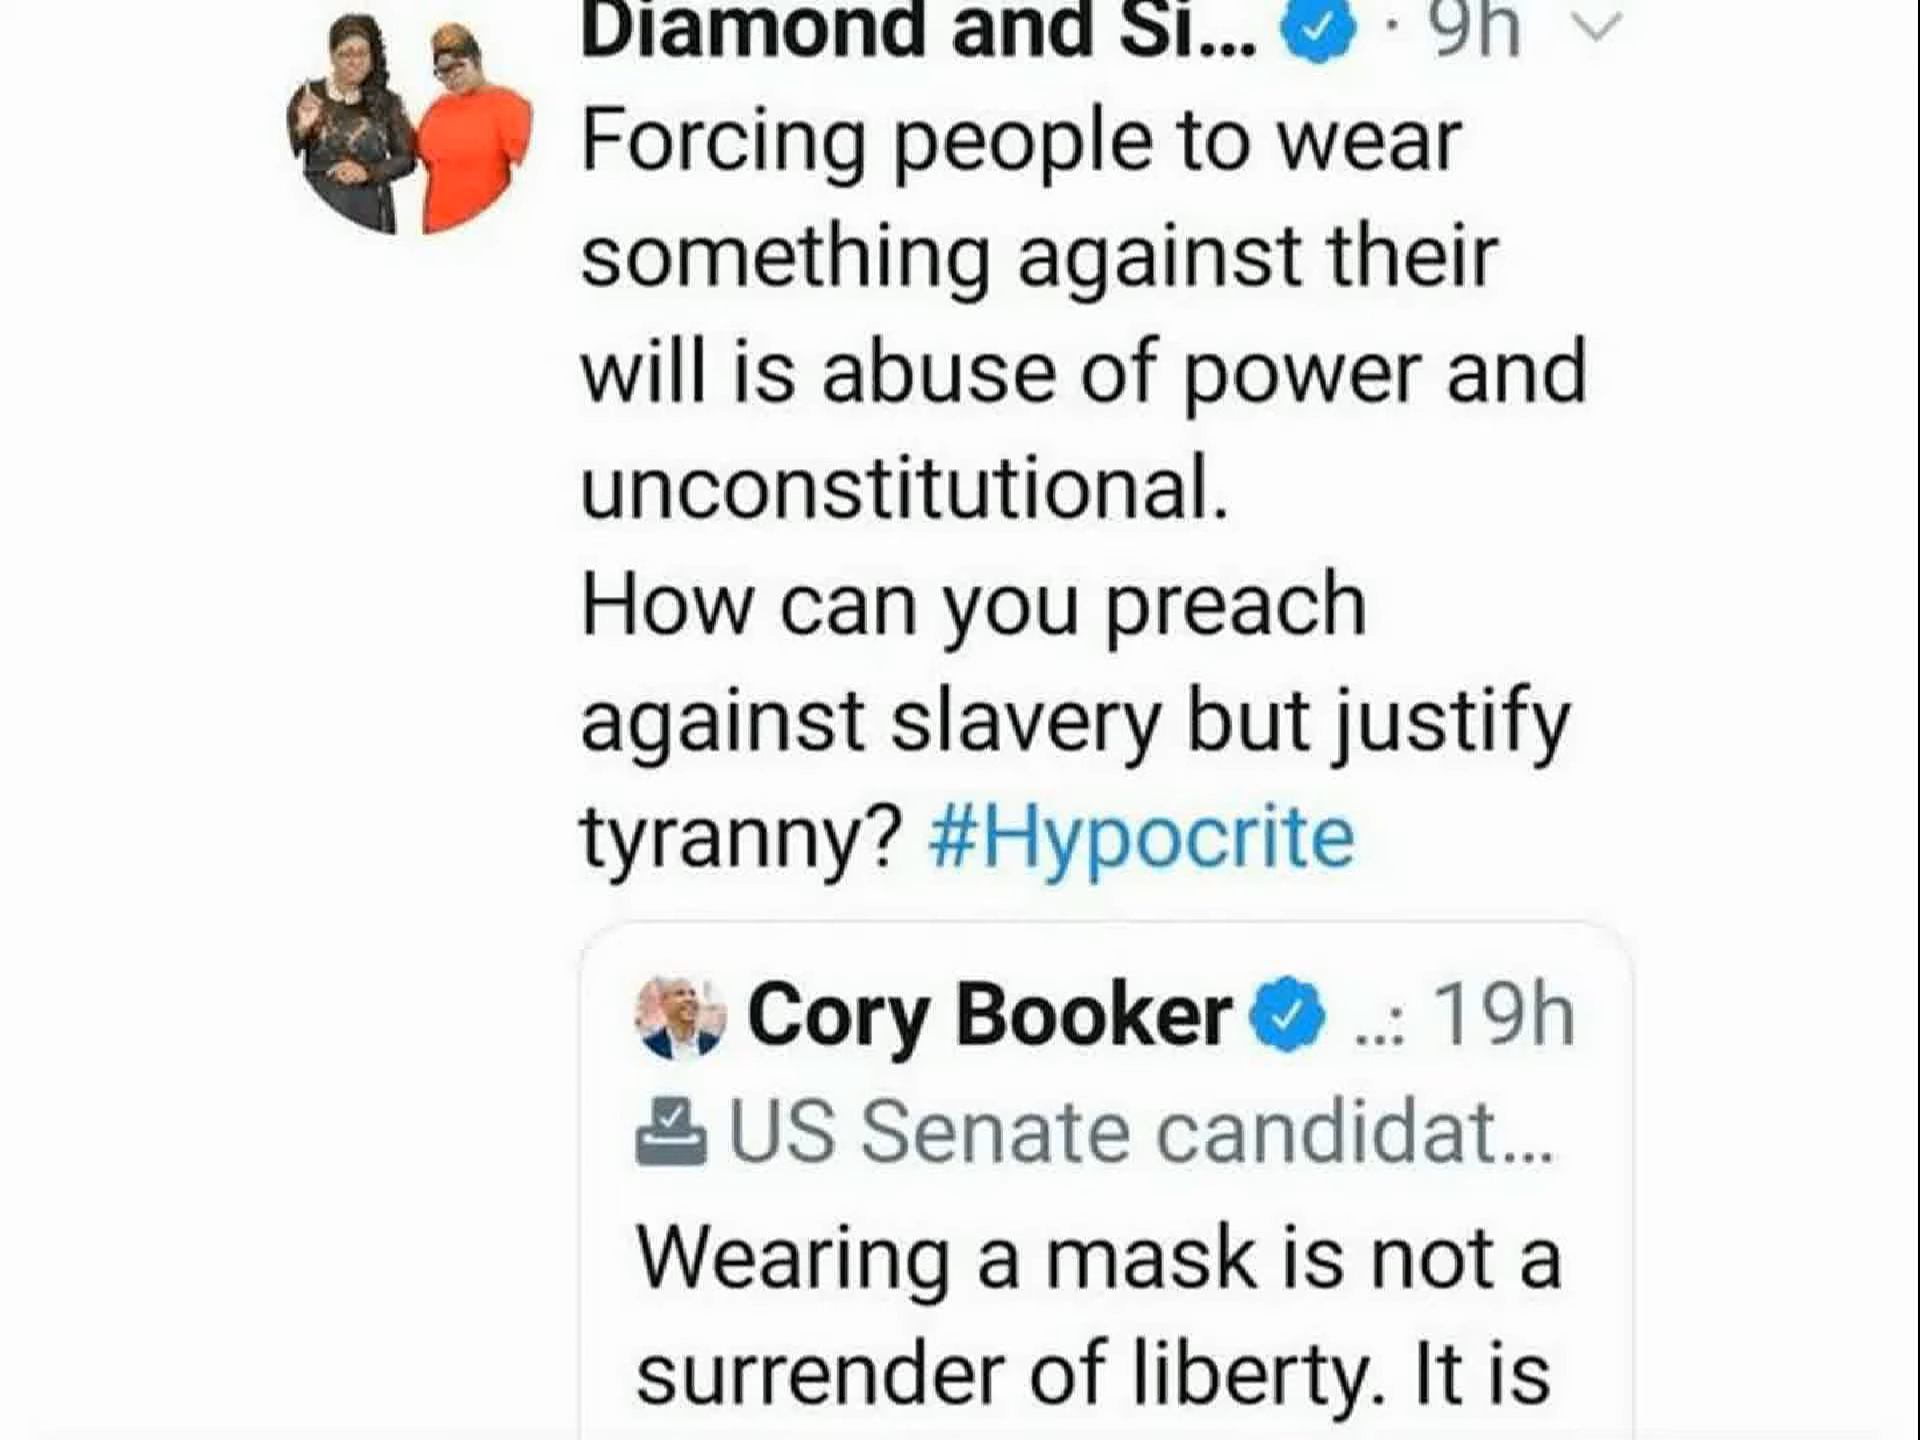 Diamond and Si... · 9h
Forcing people to wear
something against their
will is abuse of power and
unconstitutional.
How can you preach
against slavery but justify
tyranny? #Hypocrite
Cory Booker ..: 19h
US Senate candidat...
Wearing a mask is not a
surrender of liberty. It is